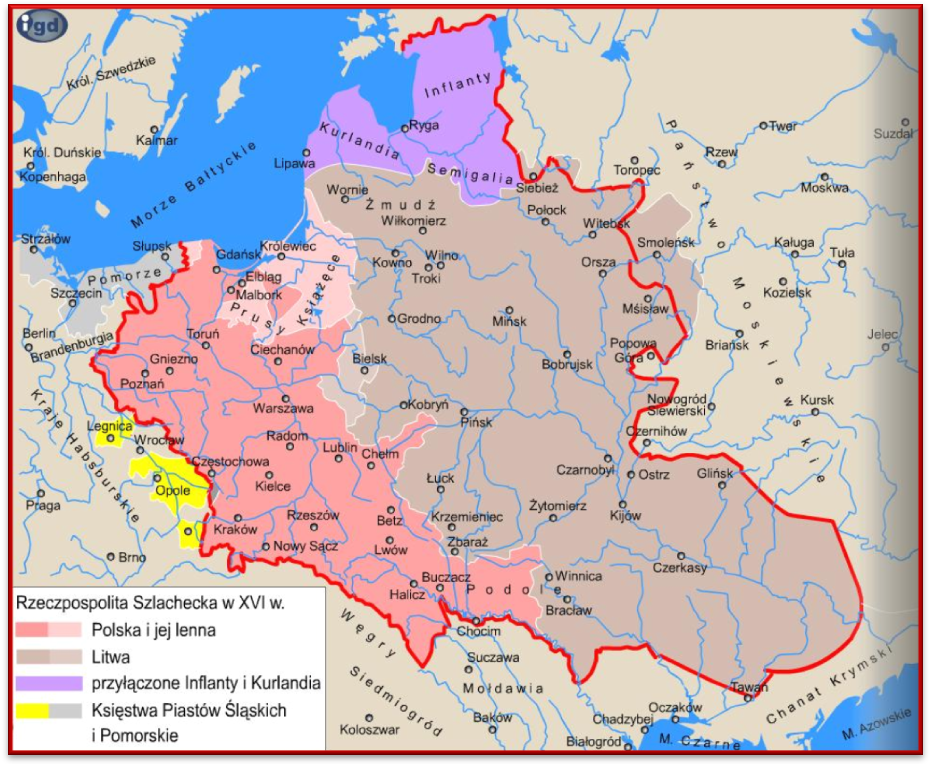 igd
Król. Szwedzkie
Inflanty
Kalmar
Ryga
Państwo Moskiewskie
Twer
Suzdal
Król. Duńskie
Kopenhaga
Morze Bałtyckie
Kurlandia
Lipawa
Semigalia
Rzew
Toropec
Siebież
Moskwa
Wornie
Żmudź
Wiłkomierz
Połock
Witebsk
Strzałów
Słupsk
Królewiec
Gdańsk
Kowno
Wilno
Troki
Smoleńsk
Kaługa
Tuła
Orsza
Pomorze
Elbląg
Malbork
Szczecin
Prusy Książęce
Kozielsk
Mśisław
Berlin
Brandenburgia
Toruń
Grodno
Mińsk
Jelec
Briańsk
Ciechanów
Popowa
Góra
Gniezno
Bielsk
Bobrujsk
Poznań
Warszawa
Kobryń
Pińsk
Nowogród
Siewierski
Kursk
Kraje Habsburskie
Legnica
Wrocław
Radom
Lublin
Chełm
Czernihów
Częstochowa
Czarnobyl
Ostrz
Glińsk
Opole
Kielce
Łuck
Praga
Kraków
Rzeszów
Betz
Krzemieniec
Żytomierz
Kijów
Brno
Nowy Sącz
Lwów
Zbaraż
Czerkasy
Buczacz
Halicz
Podole
Winnica
Bracław
Rzeczpospolita Szlachecka w XVI w.
Polska i jej lenna
Litwa
przyłączone Inflanty i Kurlandia
Księstwa Piastów Śląskich
i Pomorskie
Węgry
Chocim
Suczawa
Siedmiogród
Mołdawia
Koloszwar
Baków
Tawań
Oczaków
Chadzybej
Białogród
M. Czarne
Chanat Krymski
M. Azowskie